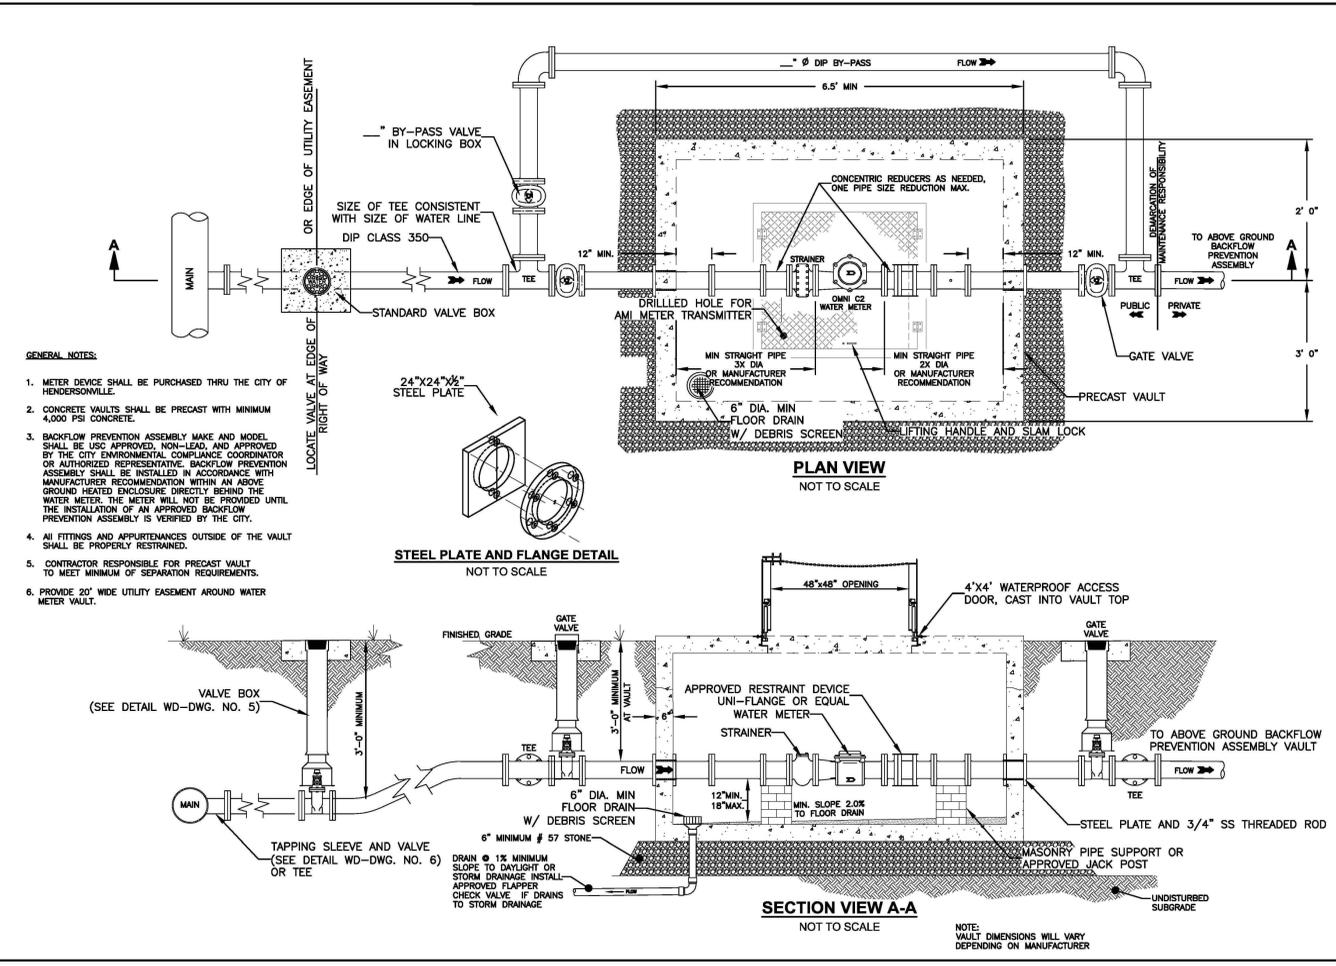 __" Ø DIP BY-PASS
FLOW
6.5' MIN
OR EDGE OF UTILITY EASEMENT
__" BY-PASS VALVE
IN LOCKING BOX
SIZE OF TEE CONSISTENT
WITH SIZE OF WATER LINE
DIP CLASS 350
A
MAIN
FLOW
TEE
12" MIN.
STANDARD VALVE BOX
LOCATE VALVE AT EDGE OF
RIGHT OF WAY
CONCENTRIC REDUCERS AS NEEDED,
ONE PIPE SIZE REDUCTION MAX.
STRAINER
OMNI C2
WATER METER
DRILLLED HOLE FOR
AMI METER TRANSMITTER
MIN STRAIGHT PIPE
3X DIA
OR MANUFACTURER
RECOMMENDATION
MIN STRAIGHT PIPE
2X DIA
OR MANUFACTURER
RECOMMENDATION
6" DIA. MIN
FLOOR DRAIN
W/ DEBRIS SCREEN
LIFTING HANDLE AND SLAM LOCK
12" MIN.
DEMARCATION OF
MAINTENANCE RESPONSIBILITY
TO ABOVE GROUND
BACKFLOW
PREVENTION
ASSEMBLY
A
2' 0"
3' 0"
TEE
FLOW
PUBLIC
PRIVATE
GATE VALVE
PRECAST VAULT
PLAN VIEW
NOT TO SCALE
GENERAL NOTES:
1. METER DEVICE SHALL BE PURCHASED THRU THE CITY OF
HENDERSONVILLE.
2. CONCRETE VAULTS SHALL BE PRECAST WITH MINIMUM
4,000 PSI CONCRETE.
3. BACKFLOW PREVENTION ASSEMBLY MAKE AND MODEL
SHALL BE USC APPROVED, NON-LEAD, AND APPROVED
BY THE CITY ENVIRONMENTAL COMPLIANCE COORDINATOR
OR AUTHORIZED REPRESENTATIVE. BACKFLOW PREVENTION
ASSEMBLY SHALL BE INSTALLED IN ACCORDANCE WITH
MANUFACTURER RECOMMENDATION WITHIN AN ABOVE
GROUND HEATED ENCLOSURE DIRECTLY BEHIND THE
WATER METER. THE METER WILL NOT BE PROVIDED UNTIL
THE INSTALLATION OF AN APPROVED BACKFLOW
PREVENTION ASSEMBLY IS VERIFIED BY THE CITY.
4. All FITTINGS AND APPURTENANCES OUTSIDE OF THE VAULT
SHALL BE PROPERLY RESTRAINED.
5. CONTRACTOR RESPONSIBLE FOR PRECAST VAULT
TO MEET MINIMUM OF SEPARATION REQUIREMENTS.
6. PROVIDE 20' WIDE UTILITY EASEMENT AROUND WATER
METER VAULT.
24"X24"X½"
STEEL PLATE
STEEL PLATE AND FLANGE DETAIL
NOT TO SCALE
48"x48" OPENING
4'X4' WATERPROOF ACCESS
DOOR, CAST INTO VAULT TOP
FINISHED GRADE
GATE
VALVE
GATE
VALVE
VALVE BOX
(SEE DETAIL WD-DWG. NO. 5)
3'-0" MINIMUM
3'-0" MINIMUM
AT VAULT
6"
APPROVED RESTRAINT DEVICE
UNI-FLANGE OR EQUAL
WATER METER
STRAINER
TEE
FLOW
TO ABOVE GROUND BACKFLOW
PREVENTION ASSEMBLY VAULT
FLOW
TEE
MAIN
6" DIA. MIN
FLOOR DRAIN
W/ DEBRIS SCREEN
12"MIN.
18"MAX.
MIN. SLOPE 2.0%
TO FLOOR DRAIN
STEEL PLATE AND 3/4" SS THREADED ROD
TAPPING SLEEVE AND VALVE
(SEE DETAIL WD-DWG. NO. 6)
OR TEE
6" MINIMUM # 57 STONE
DRAIN @ 1% MINIMUM
SLOPE TO DAYLIGHT OR
STORM DRAINAGE INSTALL
APPROVED FLAPPER
CHECK VALVE IF DRAINS
TO STORM DRAINAGE
FLOW
MASONRY PIPE SUPPORT OR
APPROVED JACK POST
UNDISTURBED
SUBGRADE
SECTION VIEW A-A
NOT TO SCALE
NOTE:
VAULT DIMENSIONS WILL VARY
DEPENDING ON MANUFACTURER